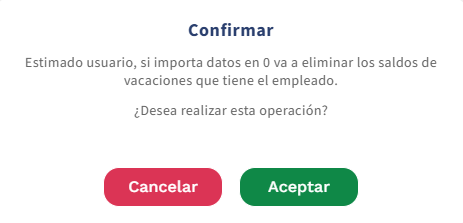 Confirmar
Estimado usuario, si importa datos en 0 va a eliminar los saldos de
vacaciones que tiene el empleado.
¿Desea realizar esta operación?
Cancelar
Aceptar